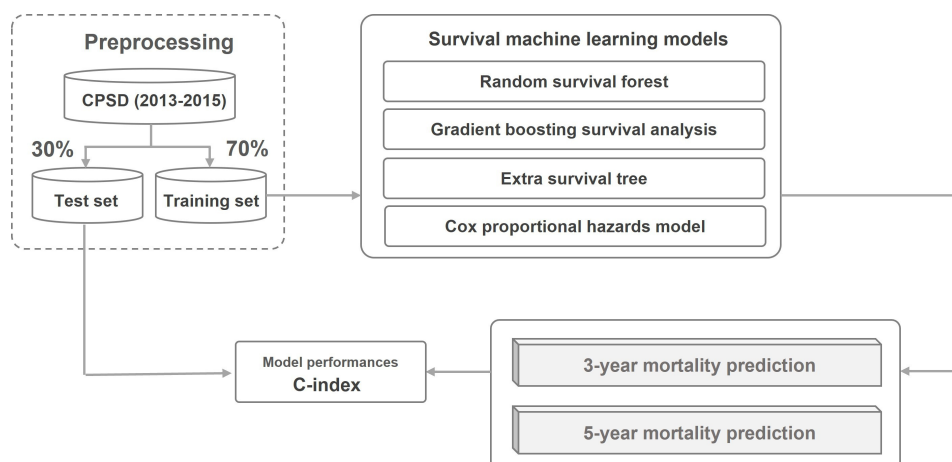 Preprocessing
CPSD (2013-2015)
30%
70%
Test set
Training set
Survival machine learning models
Random survival forest
Gradient boosting survival analysis
Extra survival tree
Cox proportional hazards model
Model performances
C-index
3-year mortality prediction
5-year mortality prediction